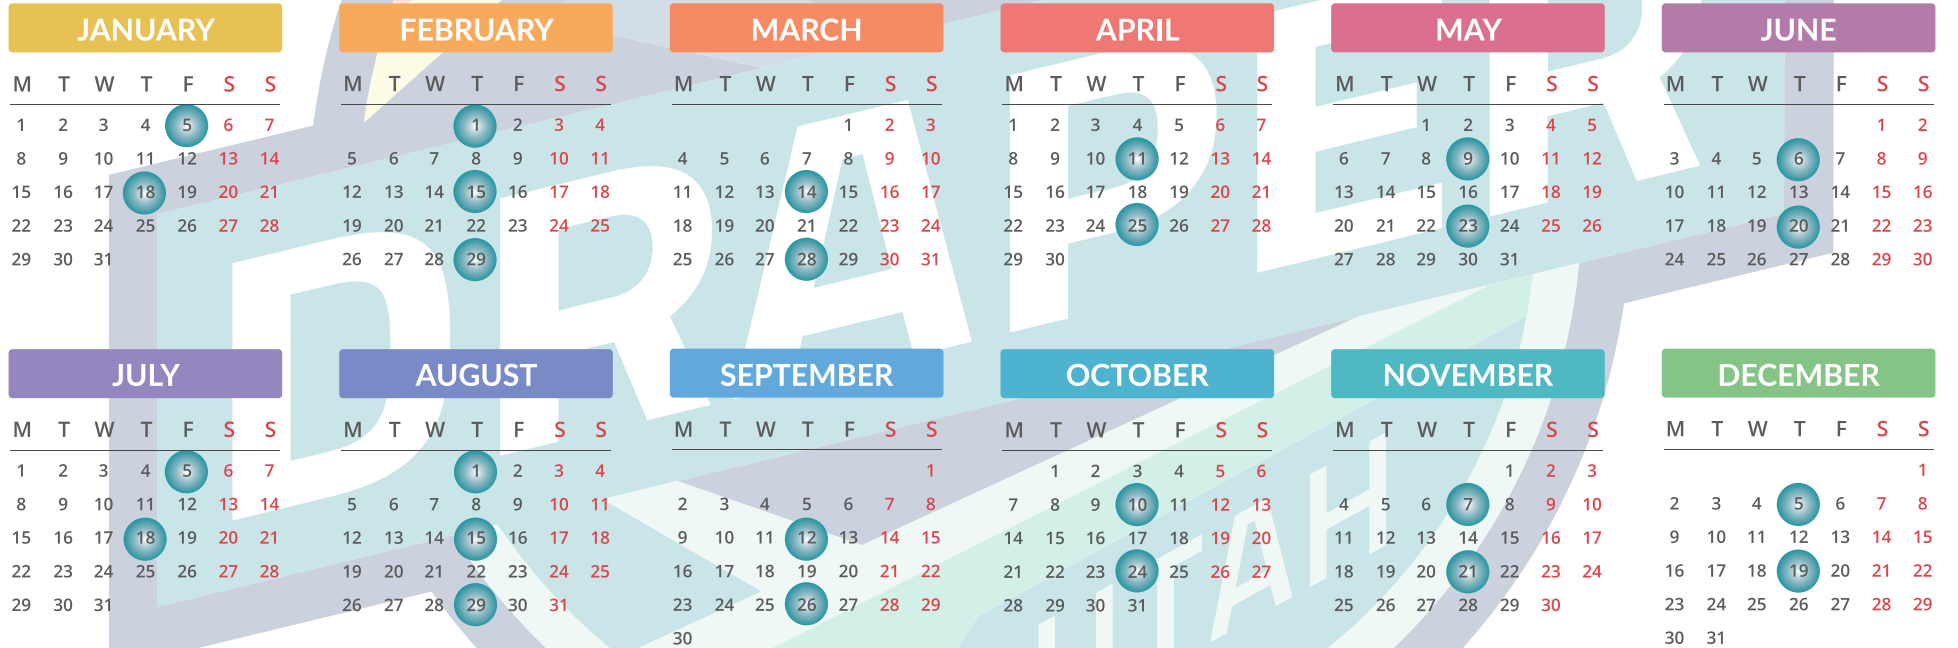 DRAPER
UTAH
JANUARY
M T W T F S S
1 2 3 4 5 6 7
8 9 10 11 12 13 14
15 16 17 18 19 20 21
22 23 24 25 26 27 28
29 30 31
FEBRUARY
M T W T F S S
1 2 3 4
5 6 7 8 9 10 11
12 13 14 15 16 17 18
19 20 21 22 23 24 25
26 27 28 29
MARCH
M T W T F S S
1 2 3
4 5 6 7 8 9 10
11 12 13 14 15 16 17
18 19 20 21 22 23 24
25 26 27 28 29 30 31
APRIL
M T W T F S S
1 2 3 4 5 6 7
8 9 10 11 12 13 14
15 16 17 18 19 20 21
22 23 24 25 26 27 28
29 30
MAY
M T W T F S S
1 2 3 4 5
6 7 8 9 10 11 12
13 14 15 16 17 18 19
20 21 22 23 24 25 26
27 28 29 30 31
JUNE
M T W T F S S
1 2
3 4 5 6 7 8 9
10 11 12 13 14 15 16
17 18 19 20 21 22 23
24 25 26 27 28 29 30
JULY
M T W T F S S
1 2 3 4 5 6 7
8 9 10 11 12 13 14
15 16 17 18 19 20 21
22 23 24 25 26 27 28
29 30 31
AUGUST
M T W T F S S
1 2 3 4
5 6 7 8 9 10 11
12 13 14 15 16 17 18
19 20 21 22 23 24 25
26 27 28 29 30 31
SEPTEMBER
M T W T F S S
1
2 3 4 5 6 7 8
9 10 11 12 13 14 15
16 17 18 19 20 21 22
23 24 25 26 27 28 29
30
OCTOBER
M T W T F S S
1 2 3 4 5 6
7 8 9 10 11 12 13
14 15 16 17 18 19 20
21 22 23 24 25 26 27
28 29 30 31
NOVEMBER
M T W T F S S
1 2 3
4 5 6 7 8 9 10
11 12 13 14 15 16 17
18 19 20 21 22 23 24
25 26 27 28 29 30
DECEMBER
M T W T F S S
1
2 3 4 5 6 7 8
9 10 11 12 13 14 15
16 17 18 19 20 21 22
23 24 25 26 27 28 29
30 31